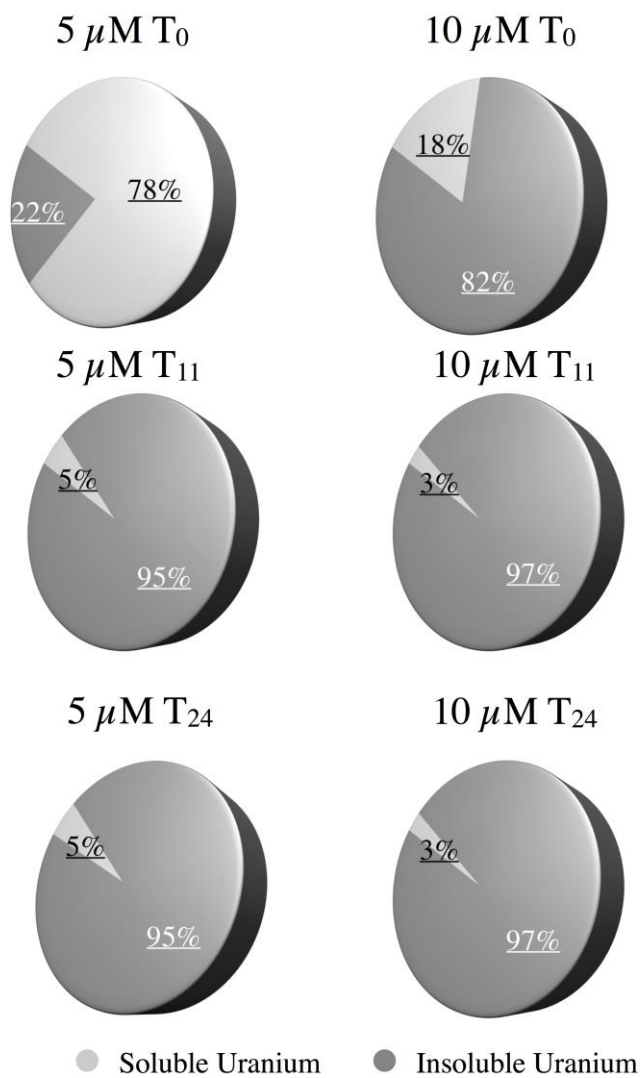 5 µM T₀ 10 µM T₀
18%
78%
22%
82%
5 µM T₁₁ 10 µM T₁₁
5% 3%
95% 97%
5 µM T₂₄ 10 µM T₂₄
5% 3%
95% 97%
Soluble Uranium Insoluble Uranium